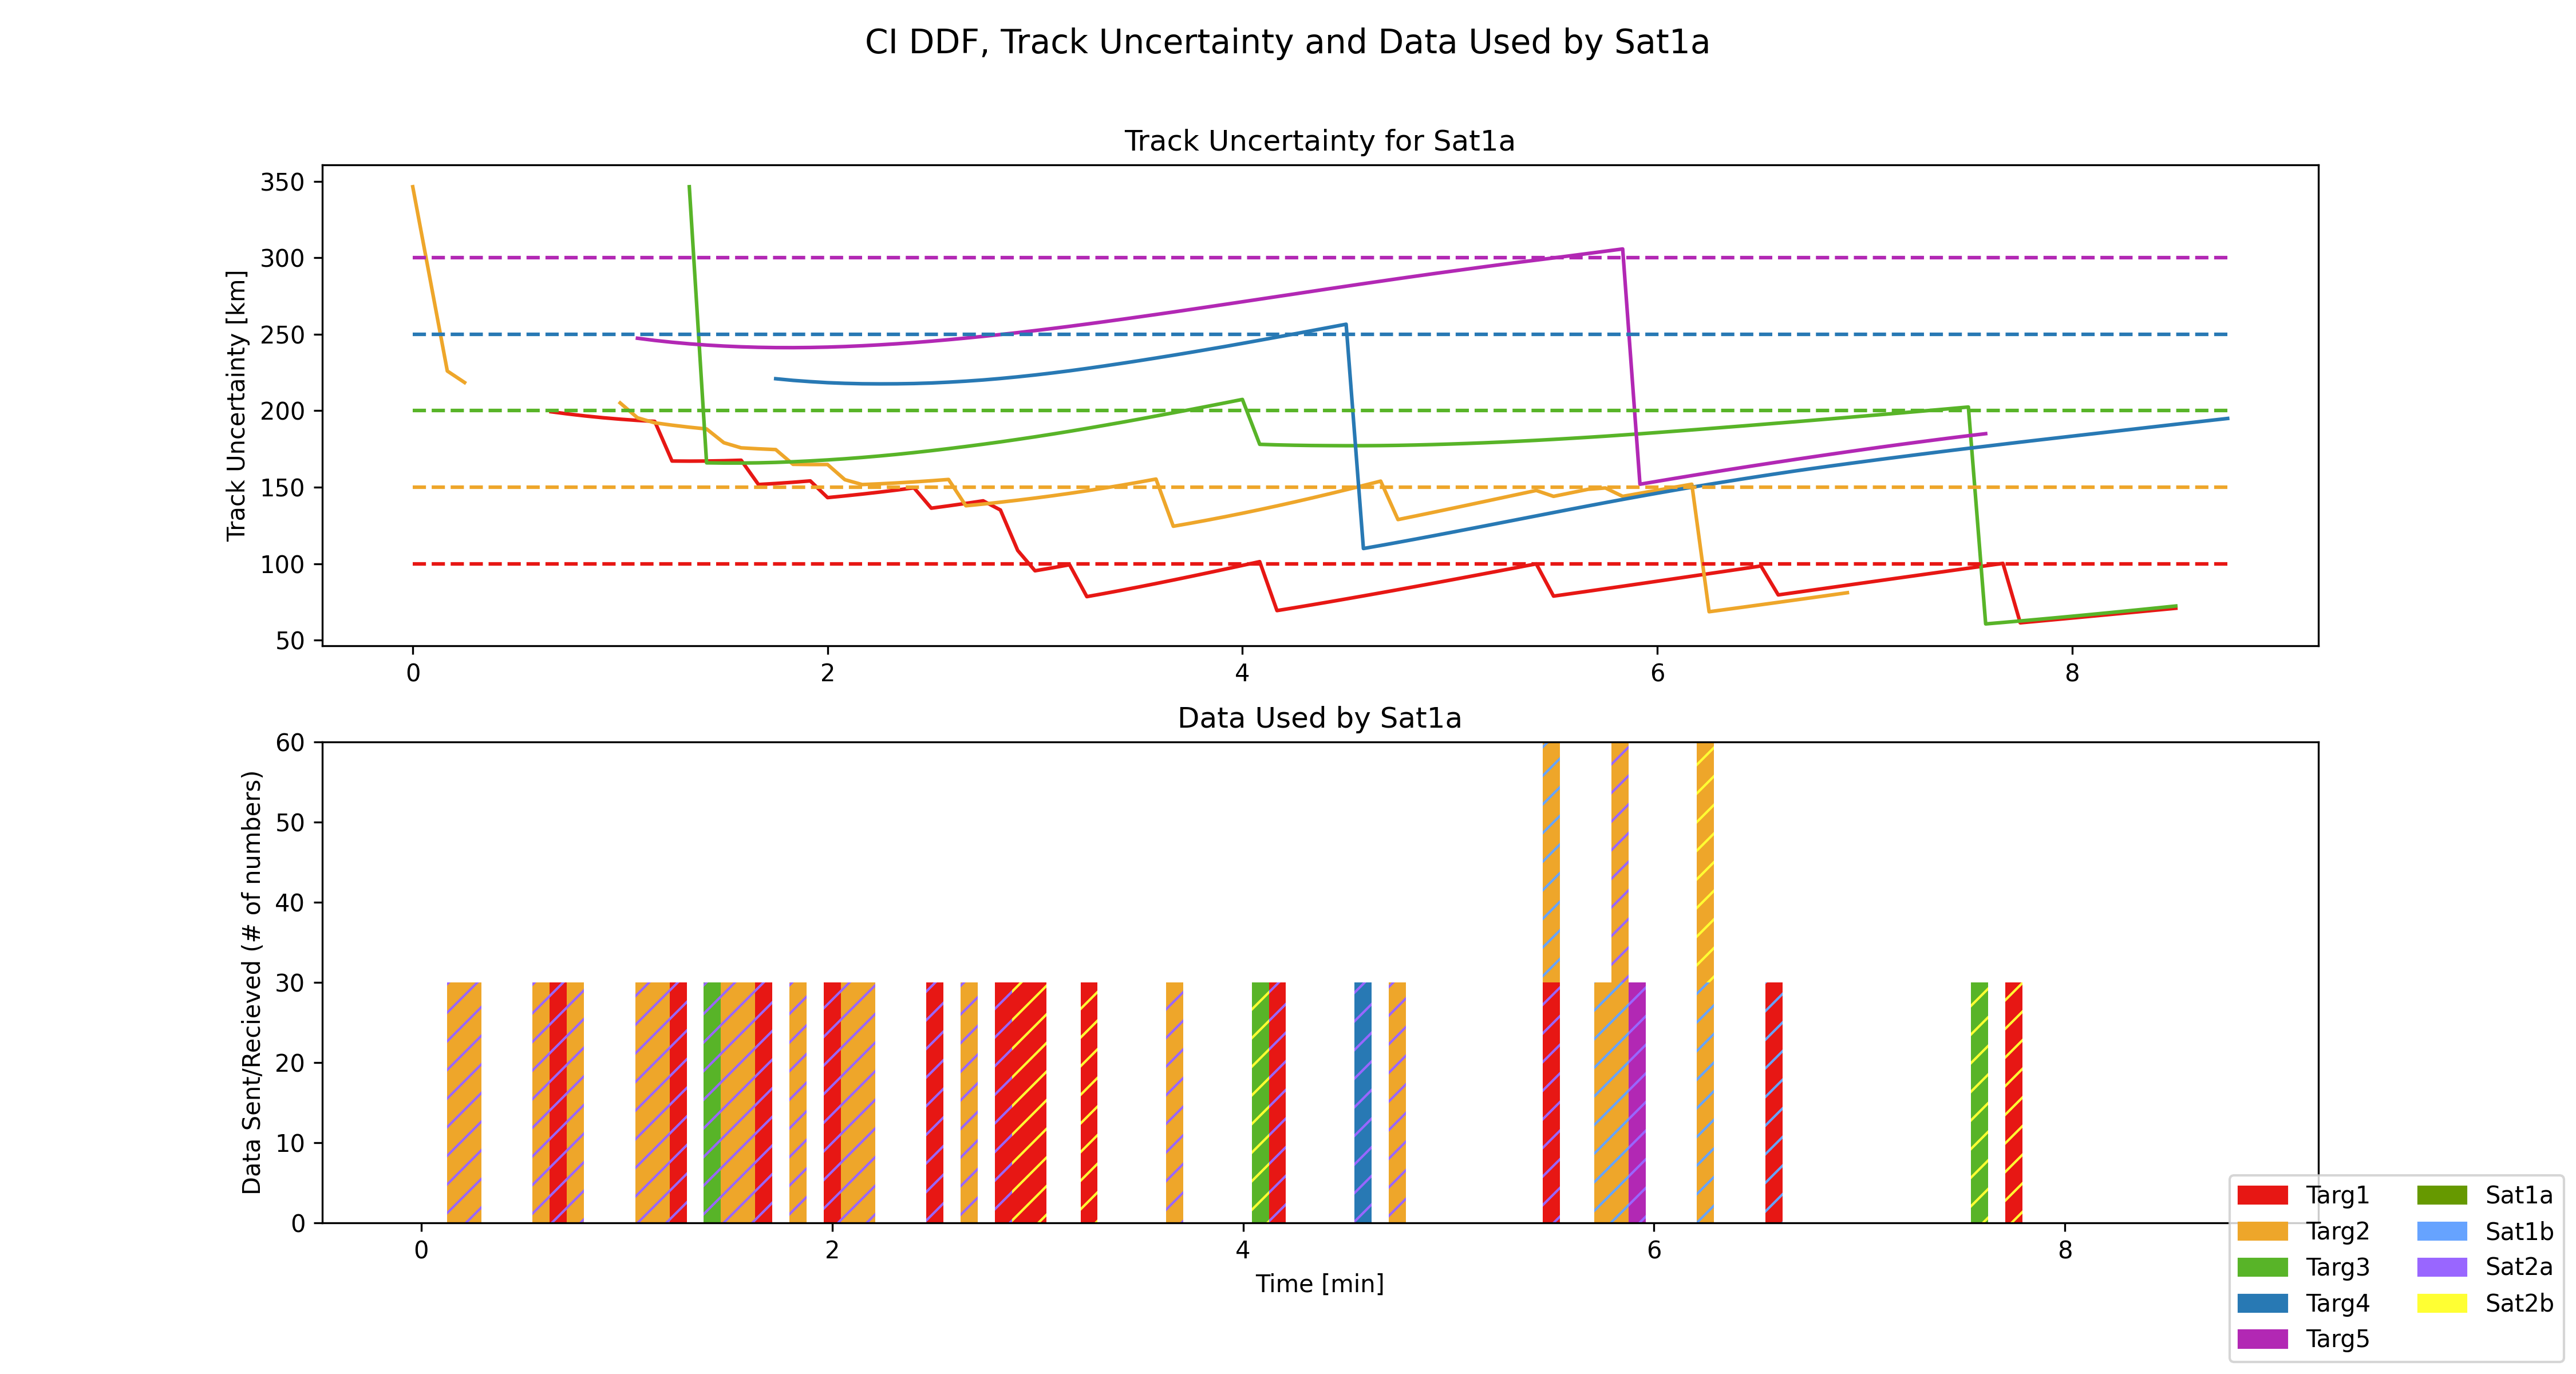 CI DDF, Track Uncertainty and Data Used by Sat1a
Track Uncertainty for Sat1a
Track Uncertainty [km]
350
300
250
200
150
100
50
0 2 4 6 8
Data Used by Sat1a
Data Sent/Recieved (# of numbers)
60
50
40
30
20
10
0
0 2 4 6 8
Time [min]
Targ1 Sat1a
Targ2 Sat1b
Targ3 Sat2a
Targ4 Sat2b
Targ5